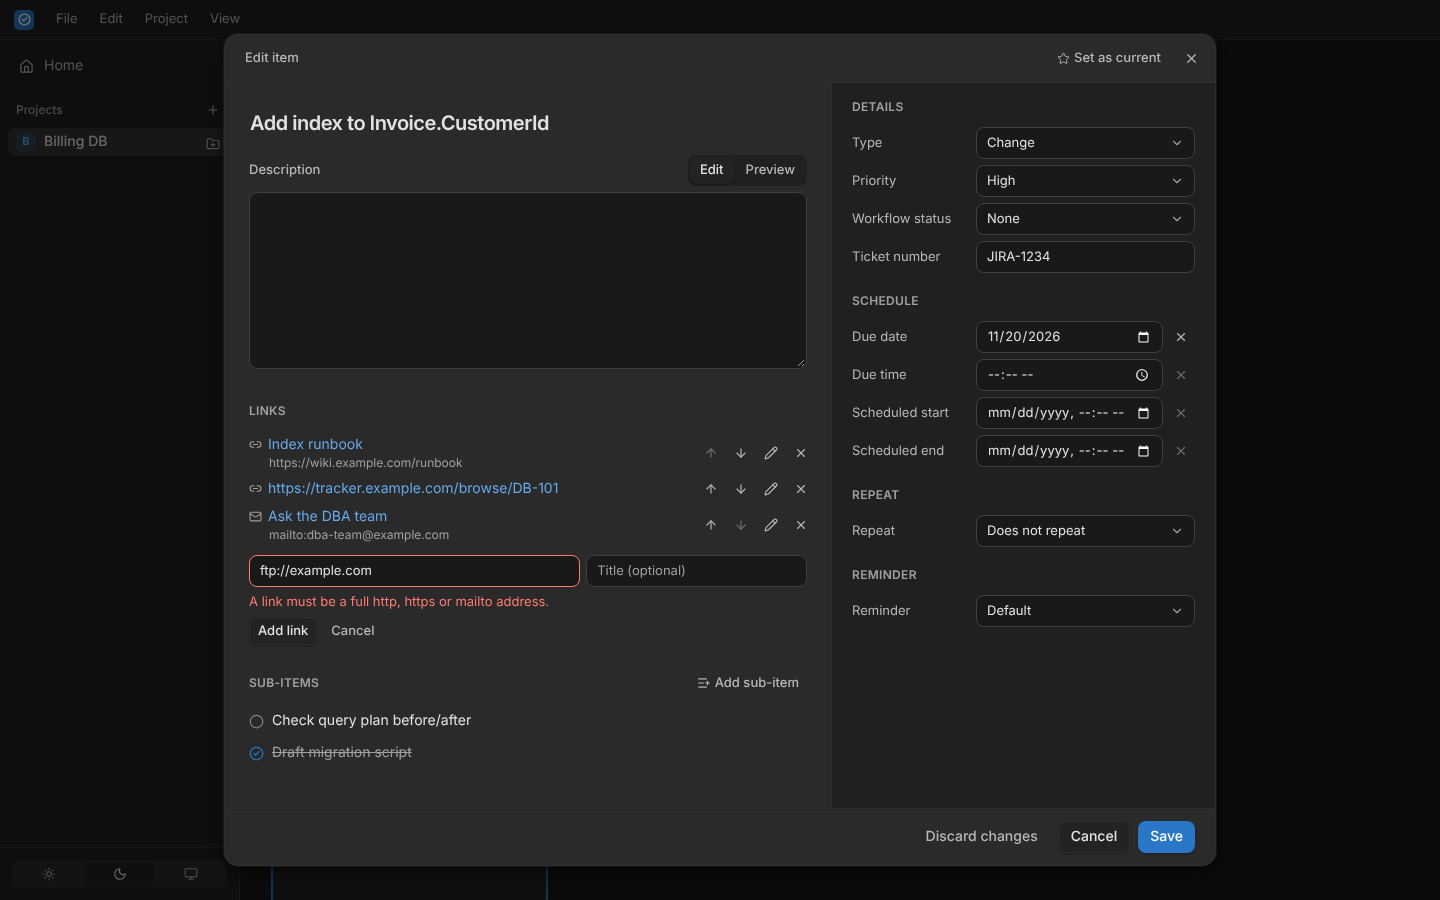 File Edit Project View
Home
Projects
B Billing DB
Edit item
Set as current
Add index to Invoice.CustomerId
Description
Edit Preview
LINKS
Index runbook
https://wiki.example.com/runbook
https://tracker.example.com/browse/DB-101
Ask the DBA team
mailto:dba-team@example.com
ftp://example.com
Title (optional)
A link must be a full http, https or mailto address.
Add link Cancel
SUB-ITEMS
Add sub-item
Check query plan before/after
Draft migration script
DETAILS
Type Change
Priority High
Workflow status None
Ticket number JIRA-1234
SCHEDULE
Due date 11/20/2026
Due time --:-- --
Scheduled start mm/dd/yyyy, --:-- --
Scheduled end mm/dd/yyyy, --:-- --
REPEAT
Repeat Does not repeat
REMINDER
Reminder Default
Discard changes Cancel Save